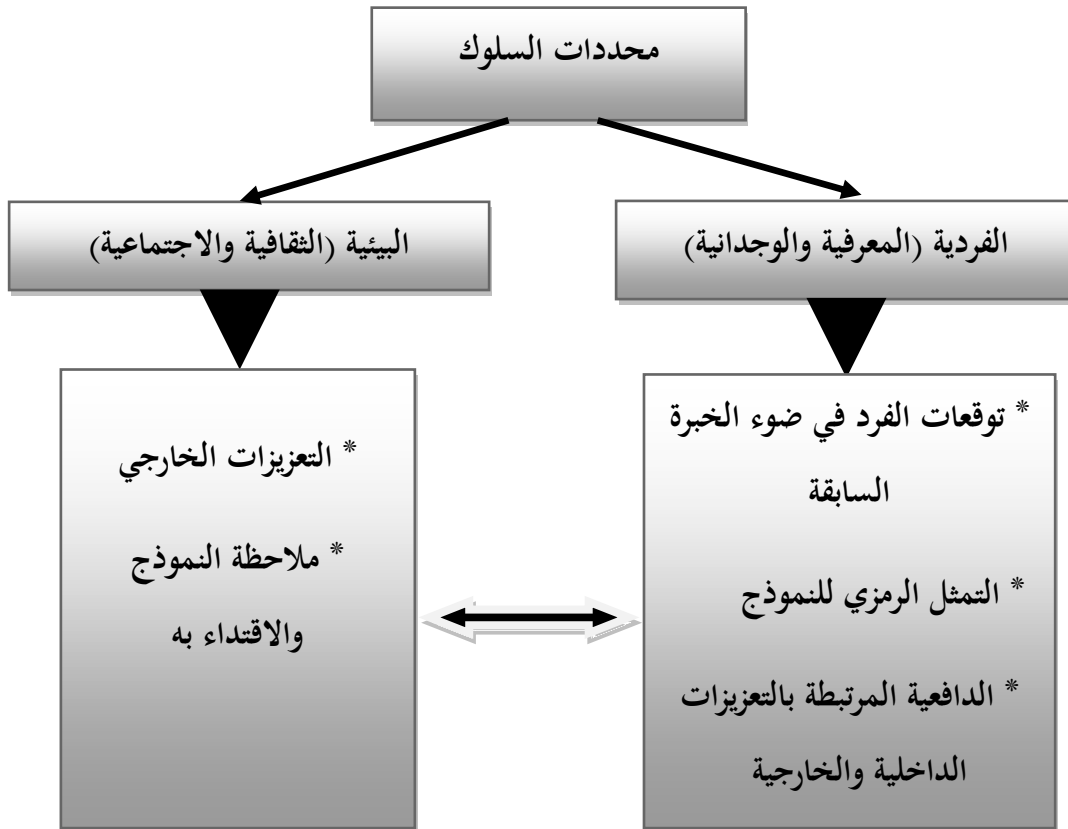 محددات السلوك
الفردية (المعرفية والوجدانية)
البيئية (الثقافية والاجتماعية)
* توقعات الفرد في ضوء الخبرة
السابقة
* التمثل الرمزي للنموذج
* الدافعية المرتبطة بالتعزيزات
الداخلية والخارجية
* التعزيزات الخارجي
* ملاحظة النموذج
والاقتداء به